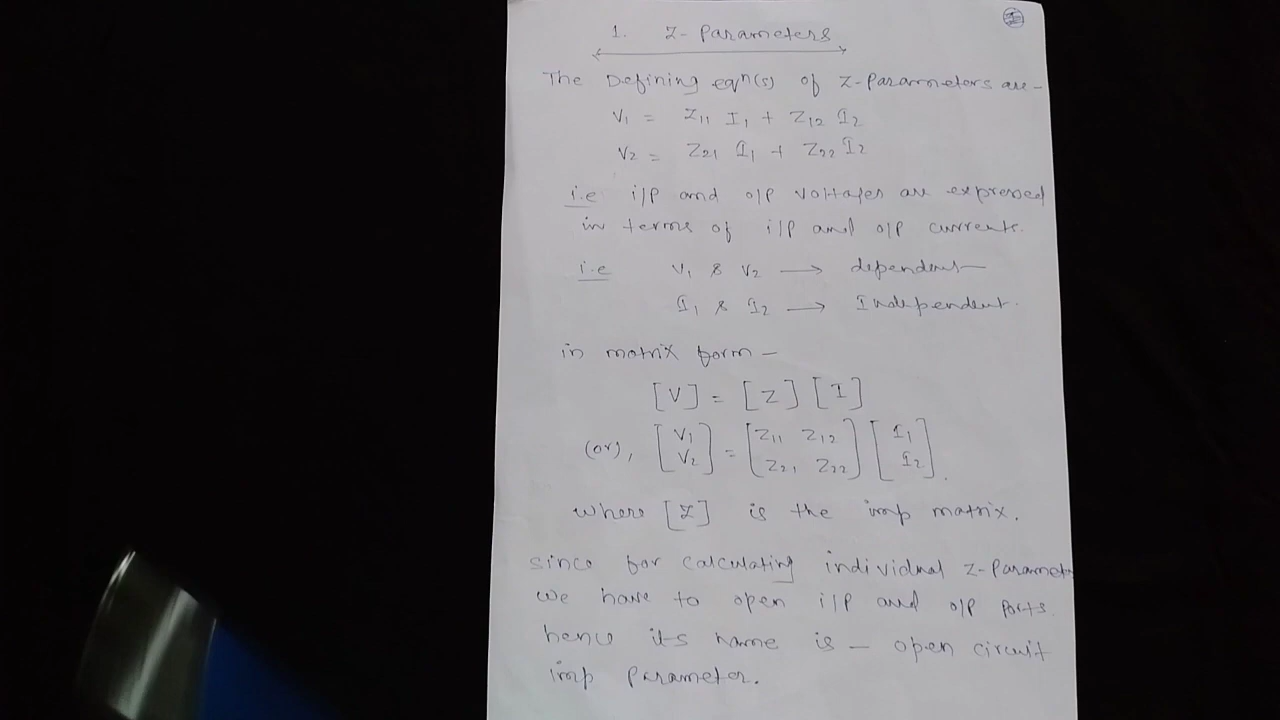 1. Z-Parameters
The Defining eqⁿ(s) of Z-Parameters are-
V₁ = Z₁₁ I₁ + Z₁₂ I₂
V₂ = Z₂₁ I₁ + Z₂₂ I₂
i.e i/p and o/p voltages are expressed
in terms of i/p and o/p currents.
i.e V₁ & V₂ → dependent
I₁ & I₂ → Independent.
in matrix form -
[V] = [Z] [I]
(or), [V₁ V₂] = [Z₁₁ Z₁₂ Z₂₁ Z₂₂] [I₁ I₂].
where [Z] is the imp matrix.
since for calculating individual Z-Paramet
we have to open i/p and o/p ports.
hence its name is - open circuit
imp Parameter.